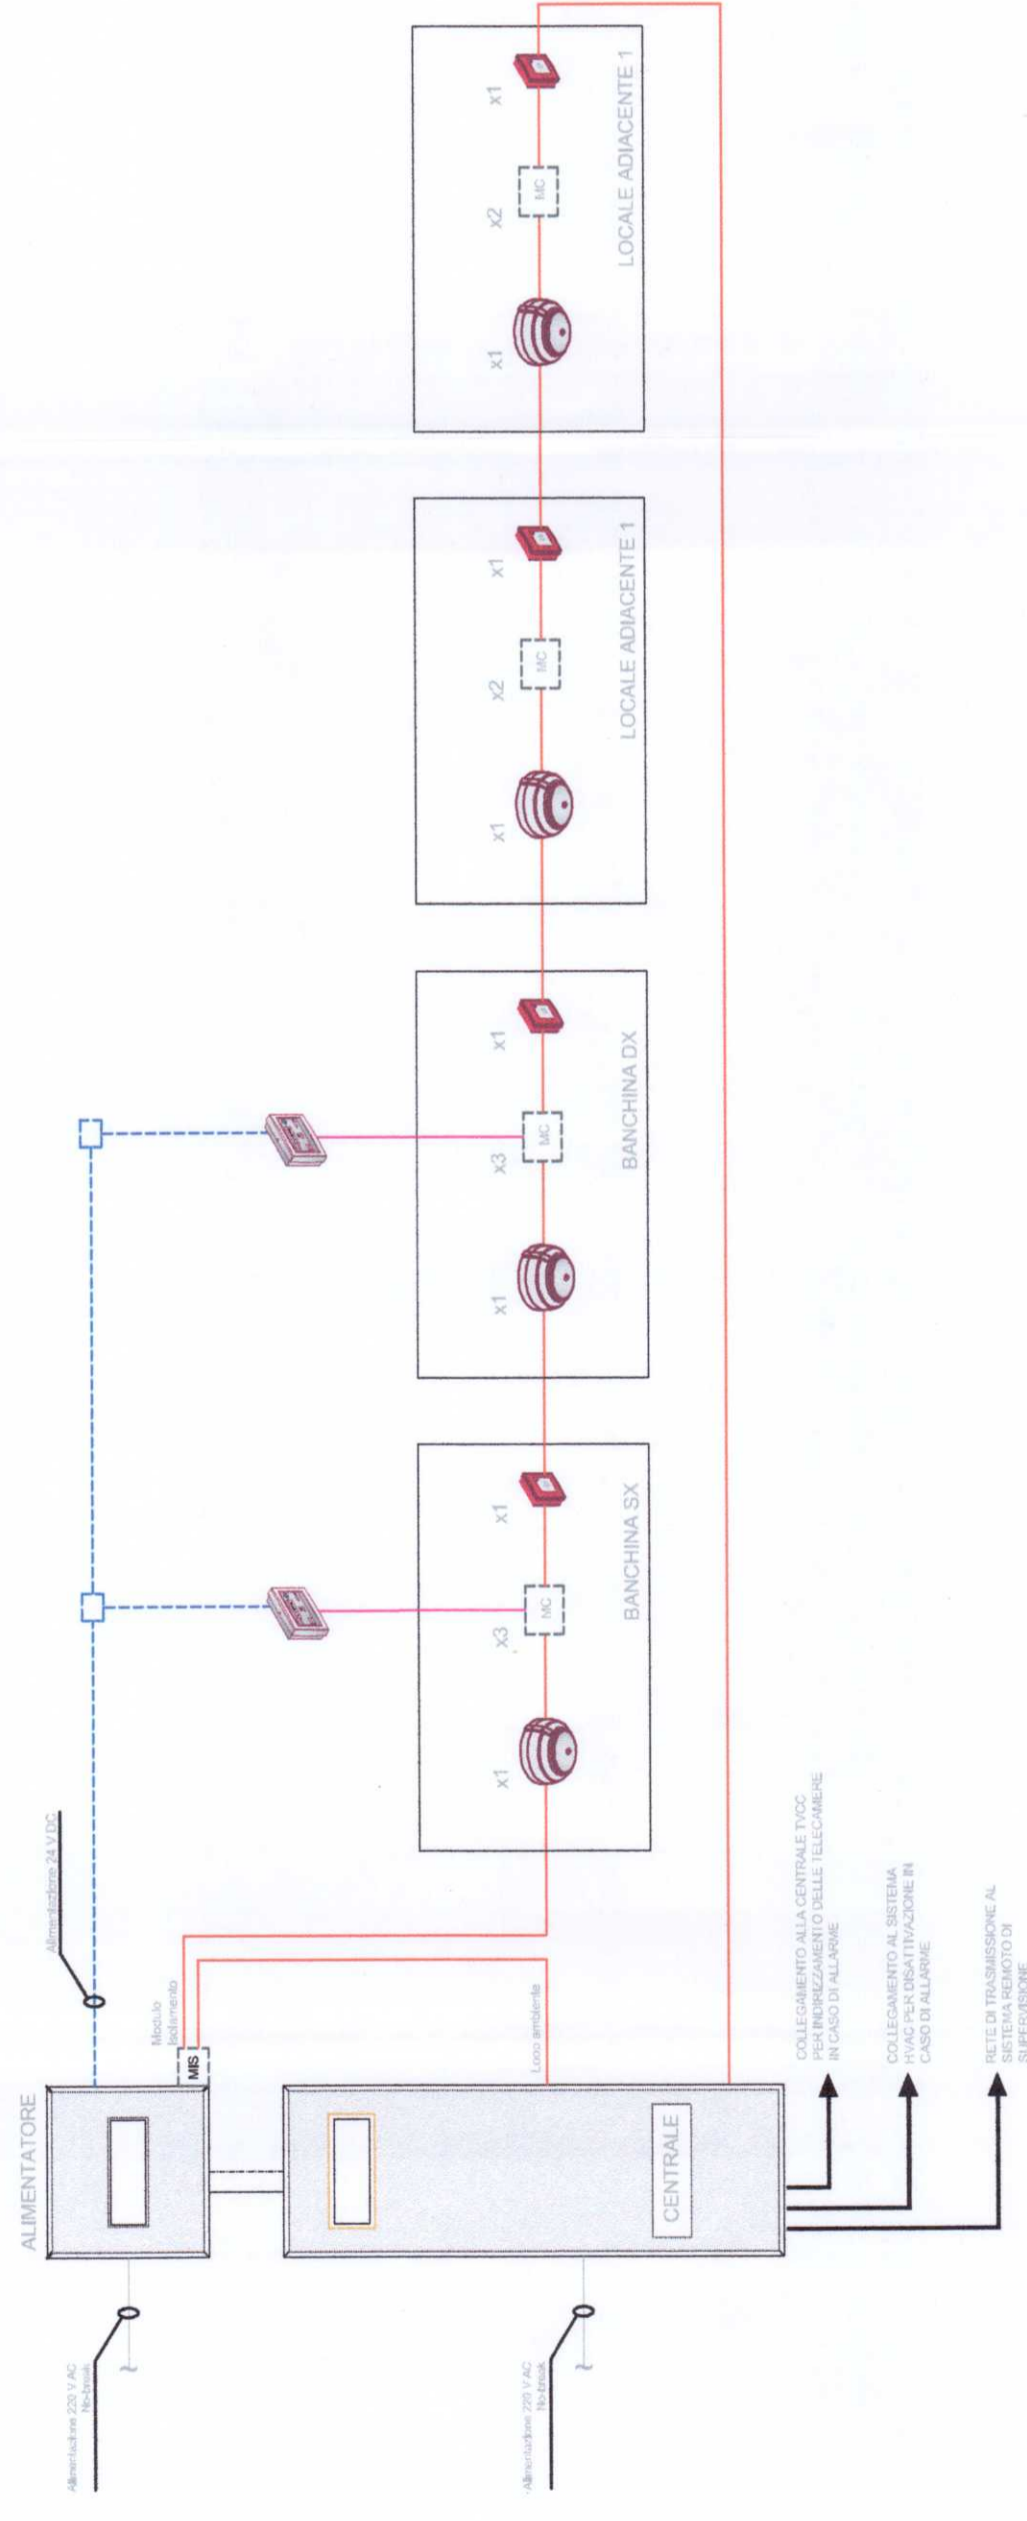 ALIMENTATORE
Alimentazione 24 V DC
Modulo
Isolamento
MIS
Alimentazione 220 V AC
No-break
CENTRALE
Loop ambiente
Alimentazione 220 V AC
No-break
x1
x3
MC
x1
BANCHINA SX
x1
x3
MC
x1
BANCHINA DX
x1
x2
MC
x1
LOCALE ADIACENTE 1
x1
x2
MC
x1
LOCALE ADIACENTE 1
COLLEGAMENTO ALLA CENTRALE TVCC
PER INDIRIZZAMENTO DELLE TELECAMERE
IN CASO DI ALLARME
COLLEGAMENTO AL SISTEMA
HVAC PER DISATTIVAZIONE IN
CASO DI ALLARME
RETE DI TRASMISSIONE AL
SISTEMA REMOTO DI
SUPERVISIONE